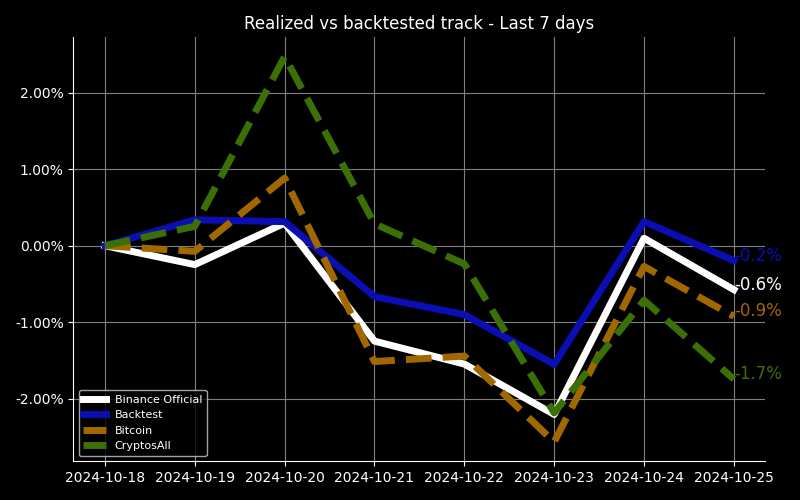 Realized vs backtested track - Last 7 days
2.00%
1.00%
0.00%
-1.00%
-2.00%
-0.2%
-0.6%
-0.9%
-1.7%
Binance Official
Backtest
Bitcoin
CryptosAll
2024-10-18 2024-10-19 2024-10-20 2024-10-21 2024-10-22 2024-10-23 2024-10-24 2024-10-25